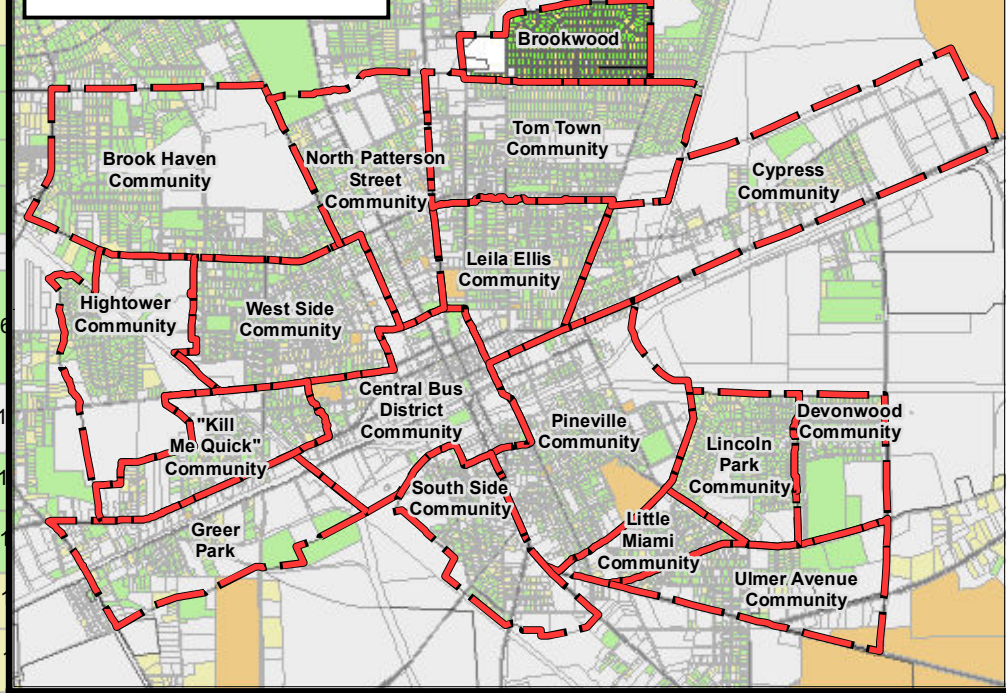 Brookwood
Tom Town
Community
Brook Haven
Community
North Patterson
Street
Community
Cypress
Community
Leila Ellis
Community
Hightower
Community
West Side
Community
Central Bus
District
Community
"Kill
Me Quick"
Community
Pineville
Community
Devonwood
Community
Lincoln
Park
Community
South Side
Community
Greer
Park
Little
Miami
Community
Ulmer Avenue
Community